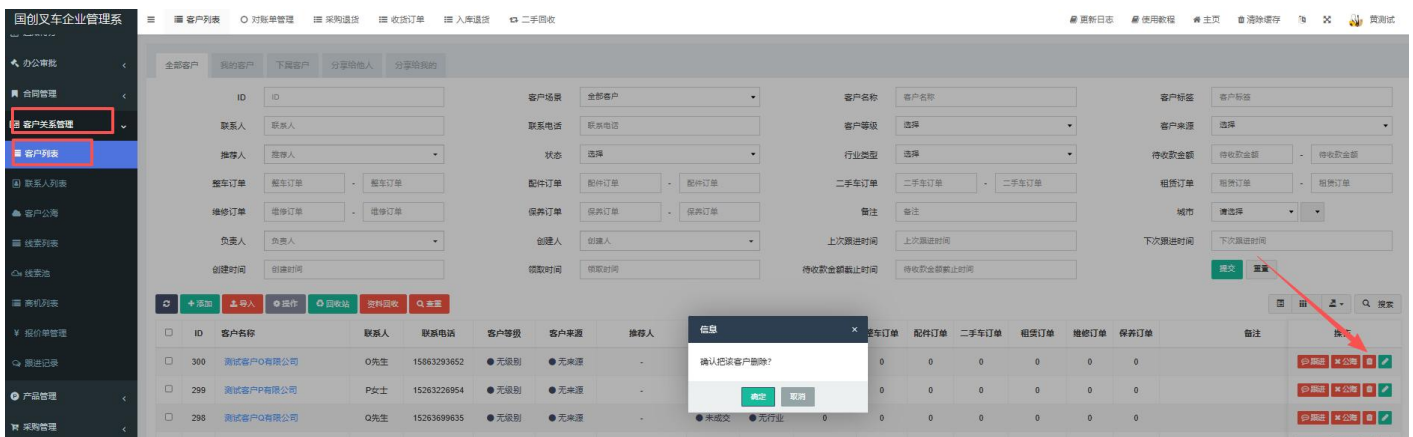 国创叉车企业管理系
客户列表 对账单管理 采购退货 收货订单 入库退货 二手回收
更新日志 使用教程 主页 清除缓存 黄测试
办公审批
合同管理
客户关系管理
客户列表
联系人列表
客户公海
线索列表
线索池
商机列表
¥ 报价单管理
跟进记录
产品管理
采购管理
全部客户 我的客户 下属客户 分享给他人 分享给我的
ID ID 客户场景 全部客户 客户名称 客户名称 客户标签 客户标签
联系人 联系人 联系电话 联系电话 客户等级 选择 客户来源 选择
推荐人 推荐人 状态 选择 行业类型 选择 待收款金额 待收款金额 - 待收款金额
整车订单 整车订单 - 整车订单 配件订单 配件订单 - 配件订单 二手车订单 二手车订单 - 二手车订单 租赁订单 租赁订单 - 租赁订单
维修订单 维修订单 - 维修订单 保养订单 保养订单 - 保养订单 备注 备注 城市 请选择 -
负责人 负责人 创建人 创建人 上次跟进时间 上次跟进时间 下次跟进时间 下次跟进时间
创建时间 创建时间 领取时间 领取时间 待收款金额截止时间 待收款金额截止时间 提交 重置
+添加 导入 操作 回收站 资料回收 查重 搜索
ID 客户名称 联系人 联系电话 客户等级 客户来源 推荐人 整车订单 配件订单 二手车订单 租赁订单 维修订单 保养订单 备注 操作
300 测试客户O有限公司 O先生 15863293652 无级别 无来源 - 0 0 0 0 0 0 跟进 公海
299 测试客户P有限公司 P女士 15263226954 无级别 无来源 - 0 0 0 0 0 0 跟进 公海
298 测试客户Q有限公司 Q先生 15263699635 无级别 无来源 - 未成交 无行业 0 0 0 0 0 0 跟进 公海
信息 ×
确认把该客户删除?
确定 取消